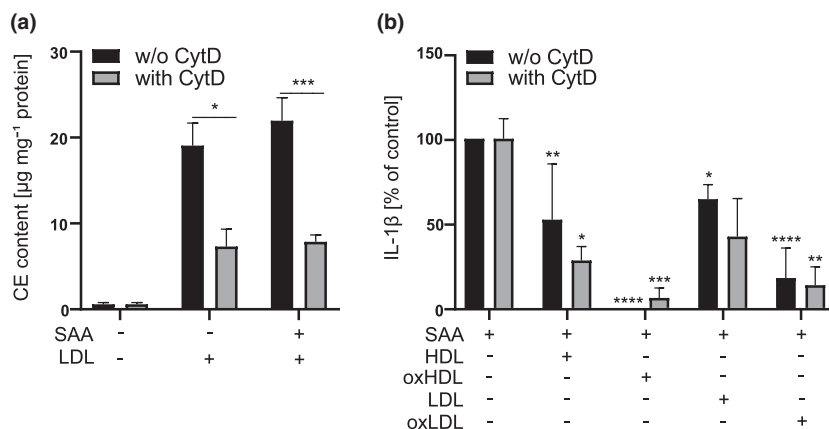 (a)
CE content [µg mg⁻¹ protein]
30
20
10
0
w/o CytD
with CytD
*
***
SAA - - +
LDL - + +
(b)
IL-1β [% of control]
150
100
50
0
w/o CytD
with CytD
**
*
****
***
*
****
**
SAA + + + + +
HDL - + - - -
oxHDL - - + - -
LDL - - - + -
oxLDL - - - - +